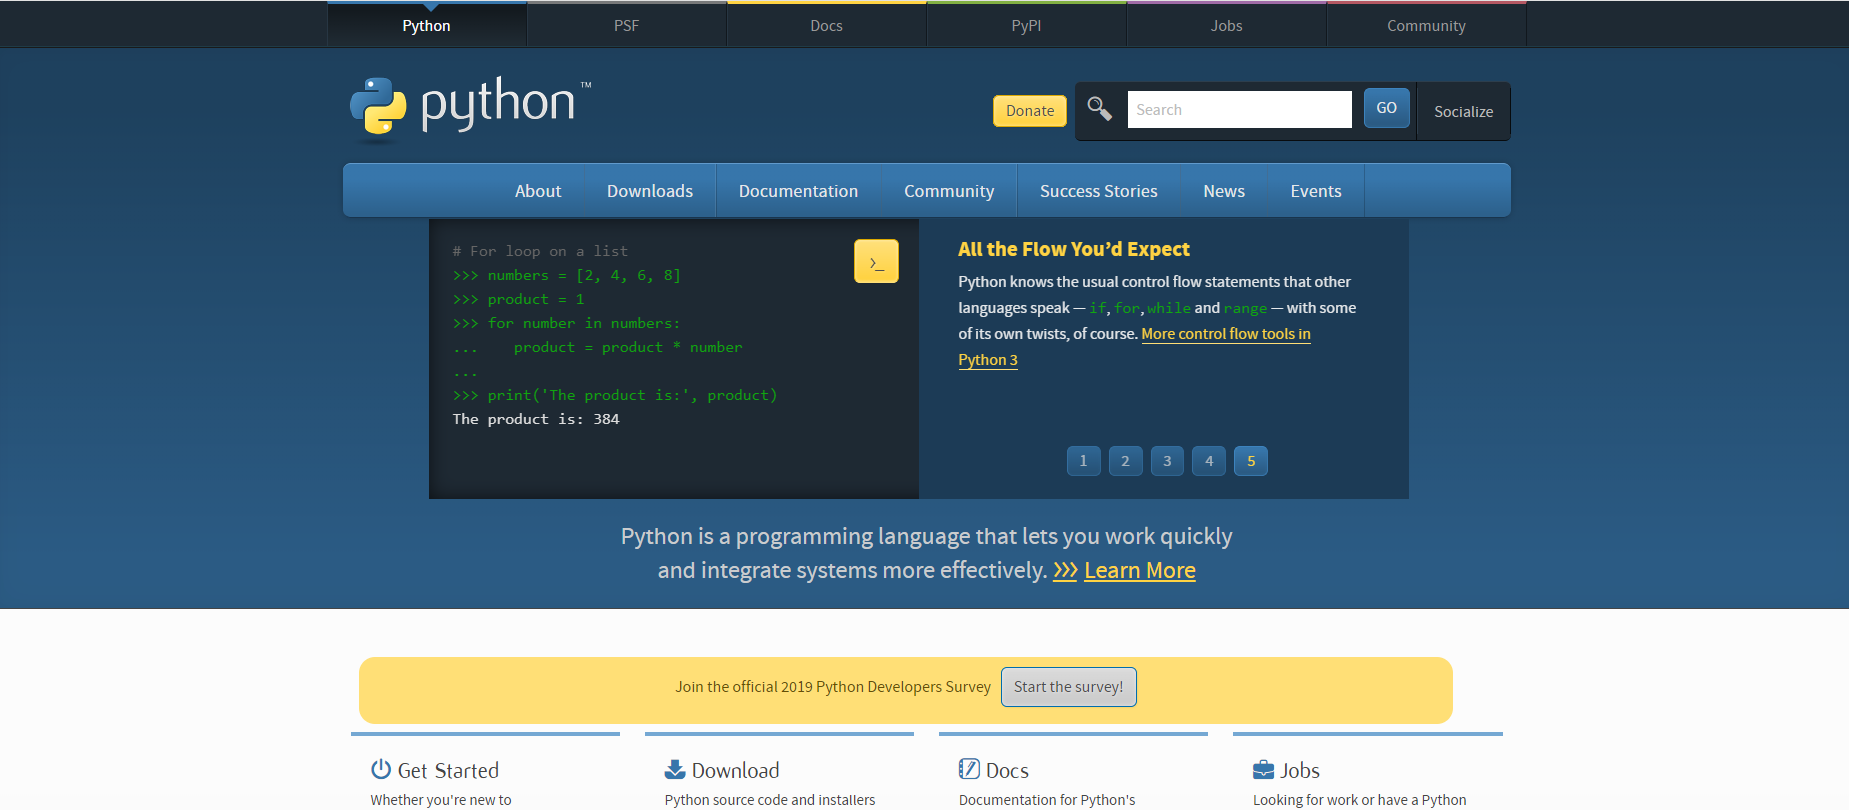 Python PSF Docs PyPI Jobs Community
python™
Donate Search GO Socialize
About Downloads Documentation Community Success Stories News Events
# For loop on a list
>>> numbers = [2, 4, 6, 8]
>>> product = 1
>>> for number in numbers:
...    product = product * number
...
>>> print('The product is:', product)
The product is: 384
>_
All the Flow You’d Expect
Python knows the usual control flow statements that other
languages speak — if, for, while and range — with some
of its own twists, of course. More control flow tools in
Python 3
1 2 3 4 5
Python is a programming language that lets you work quickly
and integrate systems more effectively. >>> Learn More
Join the official 2019 Python Developers Survey Start the survey!
Get Started
Whether you're new to
Download
Python source code and installers
Docs
Documentation for Python's
Jobs
Looking for work or have a Python